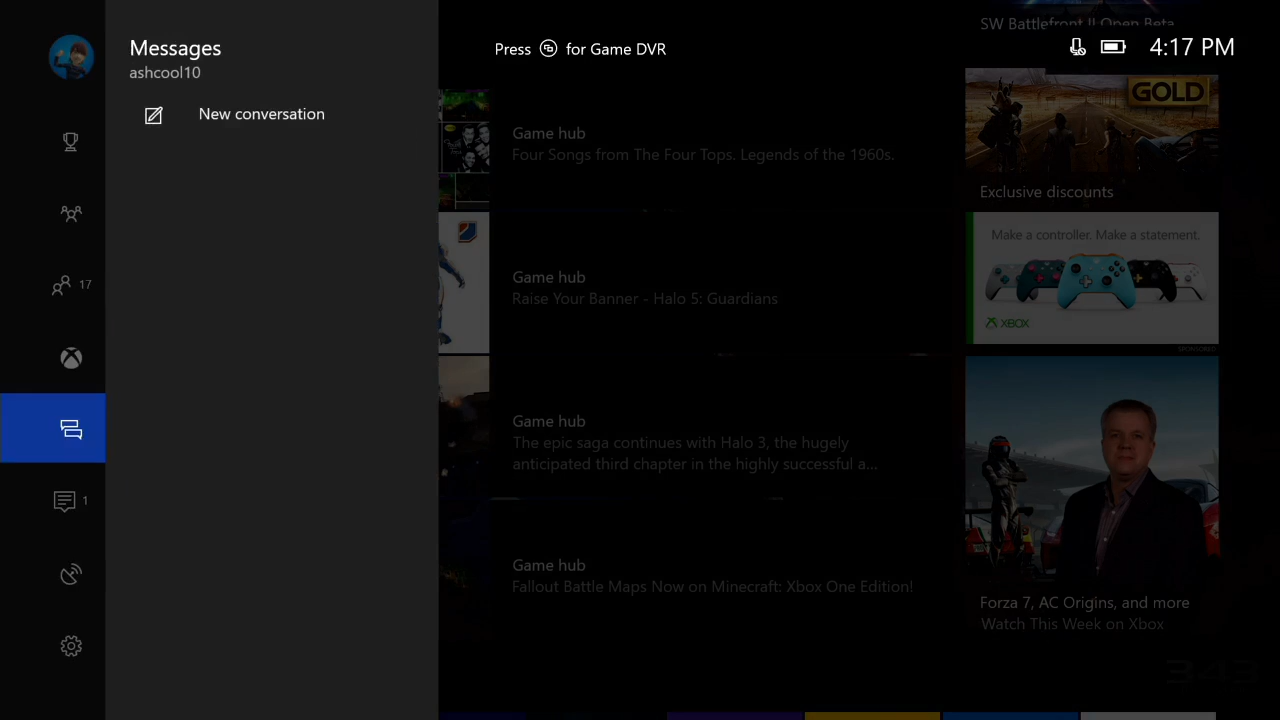 Messages
ashcool10
New conversation
17
1
Press for Game DVR
4:17 PM
Game hub
Four Songs from The Four Tops. Legends of the 1960s.
Game hub
Raise Your Banner - Halo 5: Guardians
Game hub
The epic saga continues with Halo 3, the hugely
anticipated third chapter in the highly successful a...
Game hub
Fallout Battle Maps Now on Minecraft: Xbox One Edition!
SW Battlefront II Open Beta
GOLD
Exclusive discounts
Make a controller. Make a statement.
XBOX
SPONSORED
Forza 7, AC Origins, and more
Watch This Week on Xbox
343